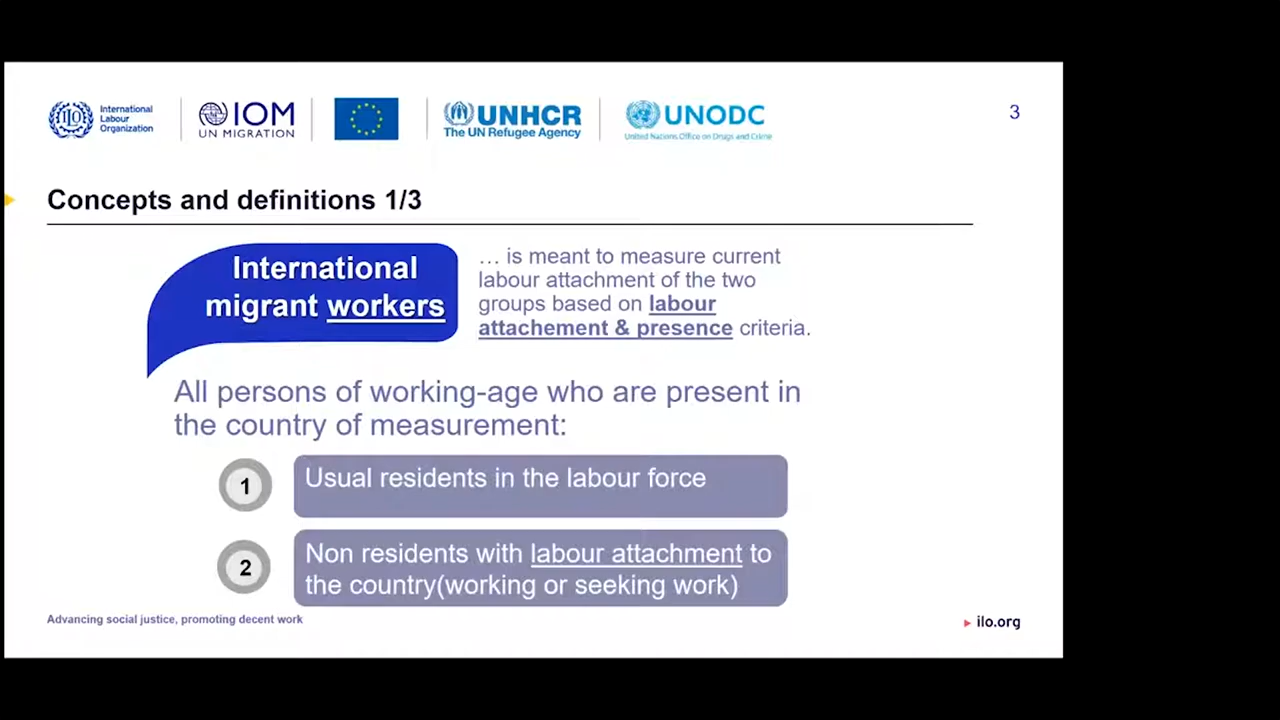 International
Labour
Organization
IOM
UN MIGRATION
UNHCR
The UN Refugee Agency
UNODC
United Nations Office on Drugs and Crime
3
Concepts and definitions 1/3
International
migrant workers
… is meant to measure current
labour attachment of the two
groups based on labour
attachement & presence criteria.
All persons of working-age who are present in
the country of measurement:
1
Usual residents in the labour force
2
Non residents with labour attachment to
the country(working or seeking work)
Advancing social justice, promoting decent work
ilo.org